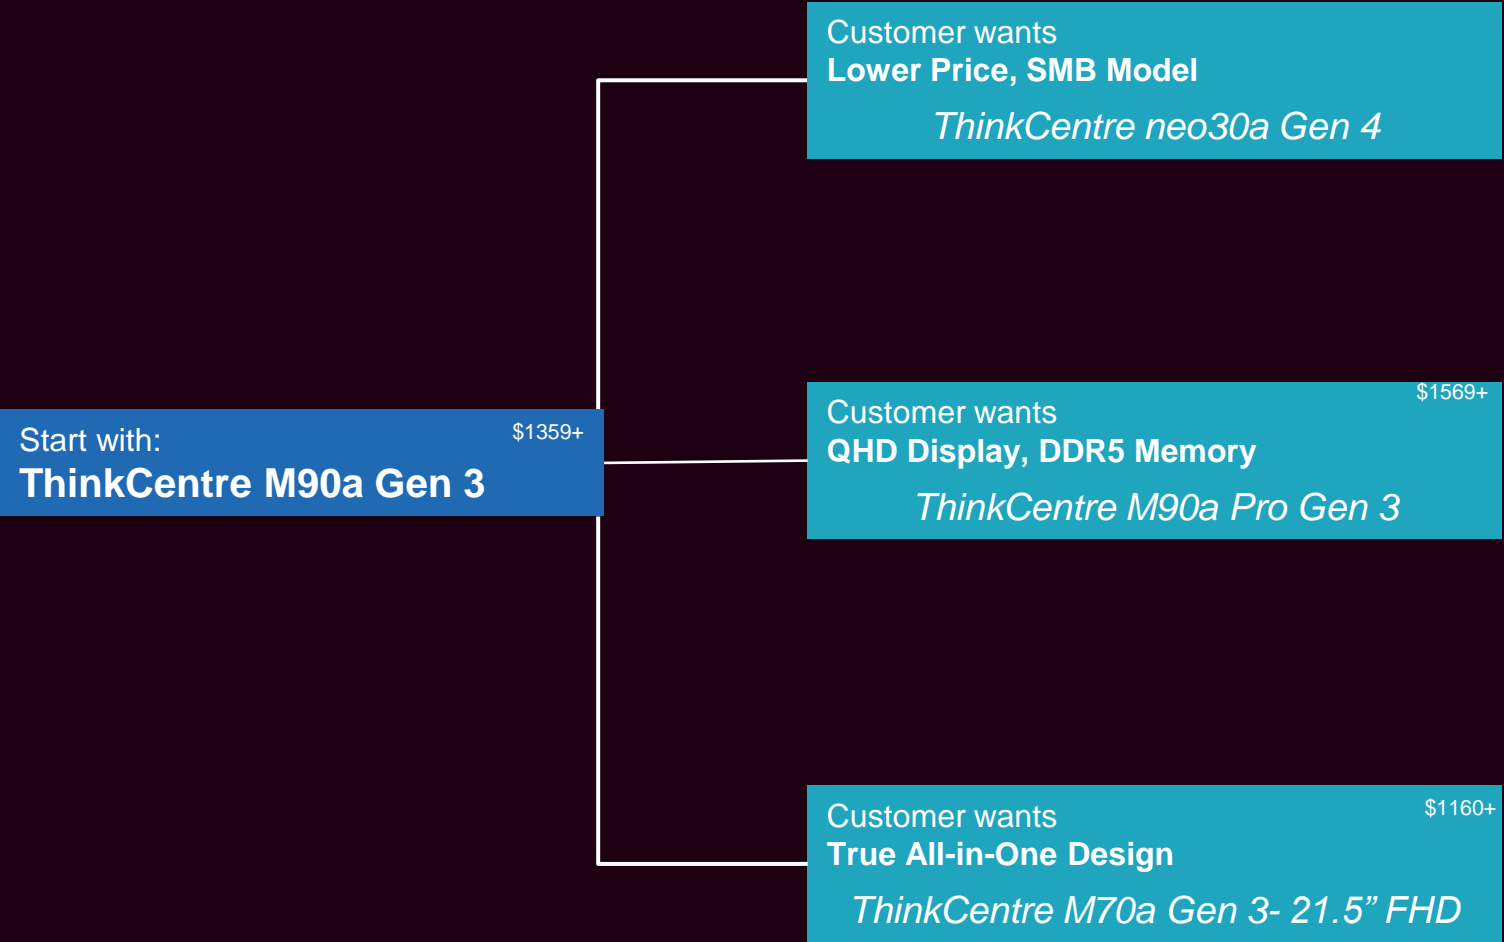 Customer wants
Lower Price, SMB Model
ThinkCentre neo30a Gen 4
Start with:
$1359+
ThinkCentre M90a Gen 3
$1569+
Customer wants
QHD Display, DDR5 Memory
ThinkCentre M90a Pro Gen 3
$1160+
Customer wants
True All-in-One Design
ThinkCentre M70a Gen 3- 21.5” FHD